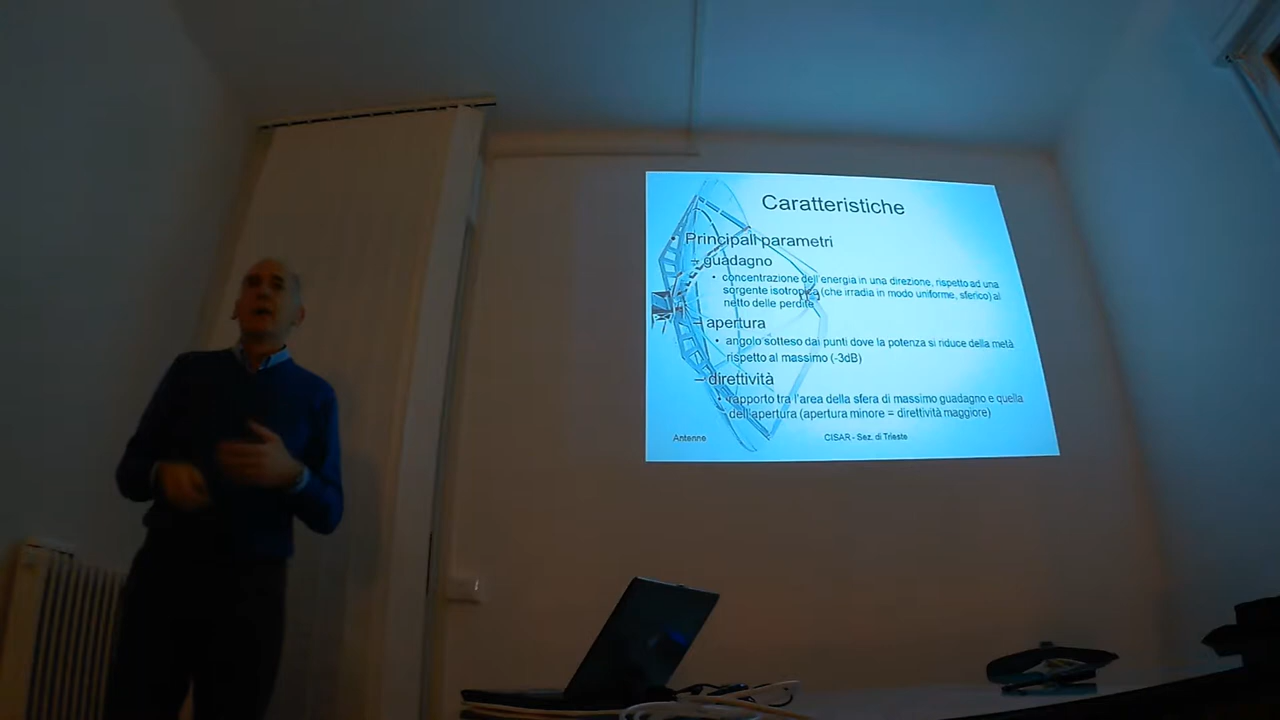 Caratteristiche
• Principali parametri
– guadagno
• concentrazione dell'energia in una direzione, rispetto ad una
sorgente isotropica (che irradia in modo uniforme, sferico) al
netto delle perdite
– apertura
• angolo sotteso dai punti dove la potenza si riduce della metà
rispetto al massimo (-3dB)
– direttività
• rapporto tra l'area della sfera di massimo guadagno e quella
dell'apertura (apertura minore = direttività maggiore)
Antenne
CISAR - Sez. di Trieste